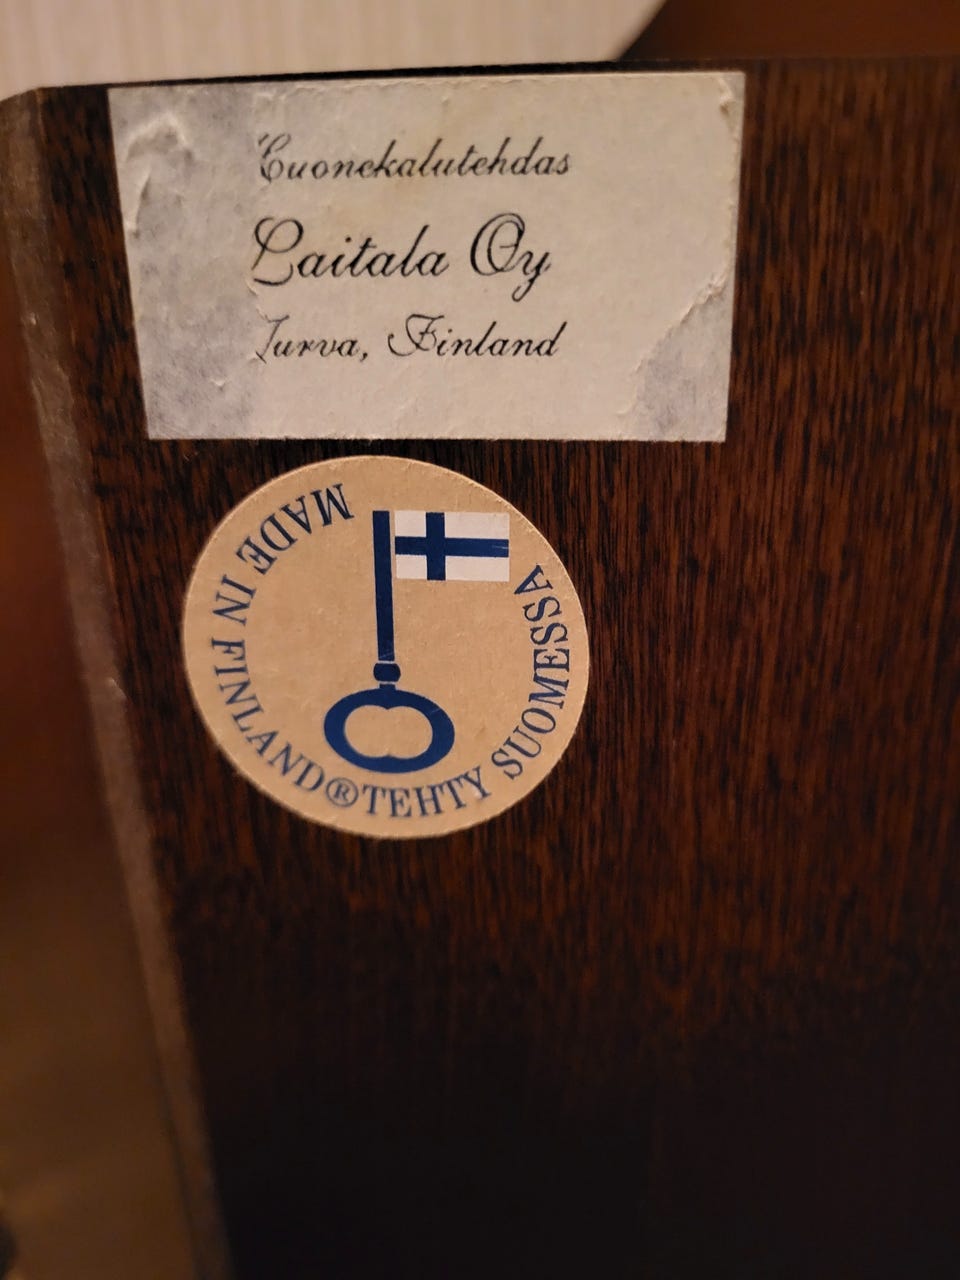 Huonekalutehdas
Laitala Oy
Jurva, Finland
MADE IN FINLAND ® TEHTY SUOMESSA